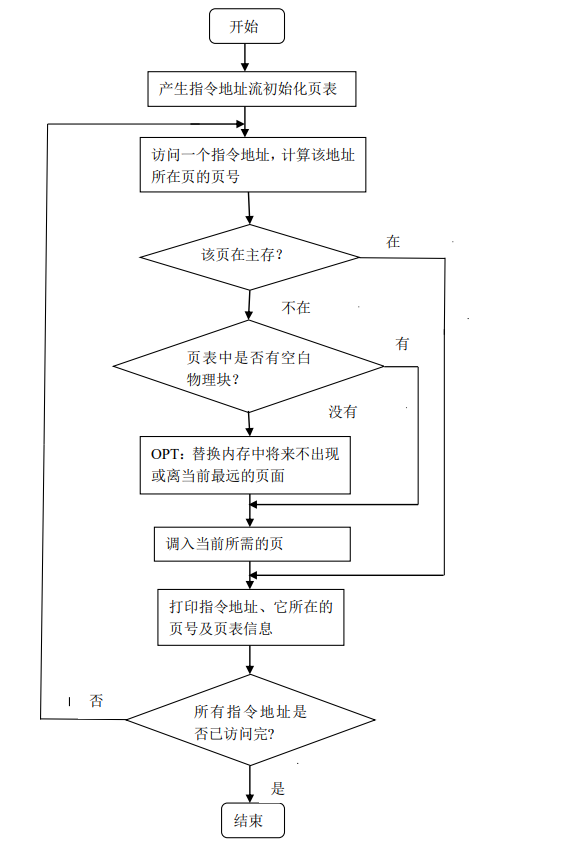 开始
产生指令地址流初始化页表
访问一个指令地址，计算该地址
所在页的页号
在
该页在主存？
不在
有
页表中是否有空白
物理块？
没有
OPT：替换内存中将来不出现
或离当前最远的页面
调入当前所需的页
打印指令地址、它所在的
页号及页表信息
否
所有指令地址是
否已访问完?
是
结束